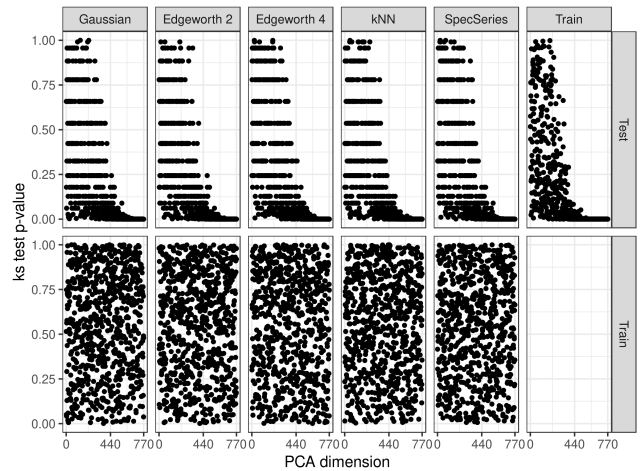 Gaussian Edgeworth 2 Edgeworth 4 kNN SpecSeries Train
1.00
0.75
0.50
0.25
0.00
Test
1.00
0.75
0.50
0.25
0.00
Train
ks test p-value
0 440 770 0 440 770 0 440 770 0 440 770 0 440 770 0 440 770
PCA dimension